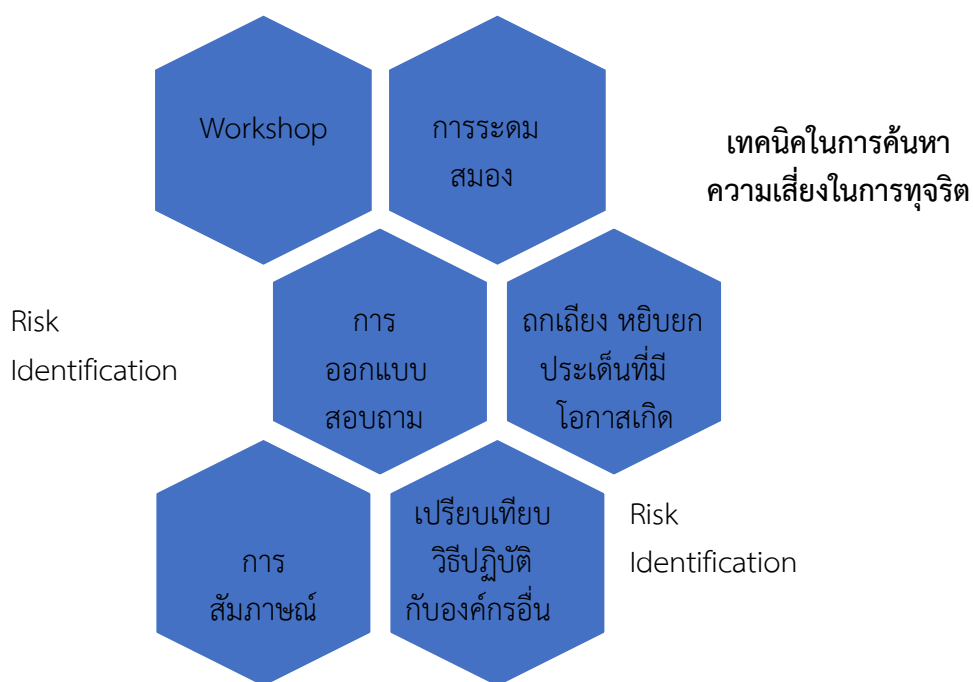 Workshop
การระดม
สมอง
เทคนิคในการค้นหา
ความเสี่ยงในการทุจริต
Risk
Identification
การ
ออกแบบ
สอบถาม
ถกเถียง หยิบยก
ประเด็นที่มี
โอกาสเกิด
การ
สัมภาษณ์
เปรียบเทียบ
วิธีปฏิบัติ
กับองค์กรอื่น
Risk
Identification